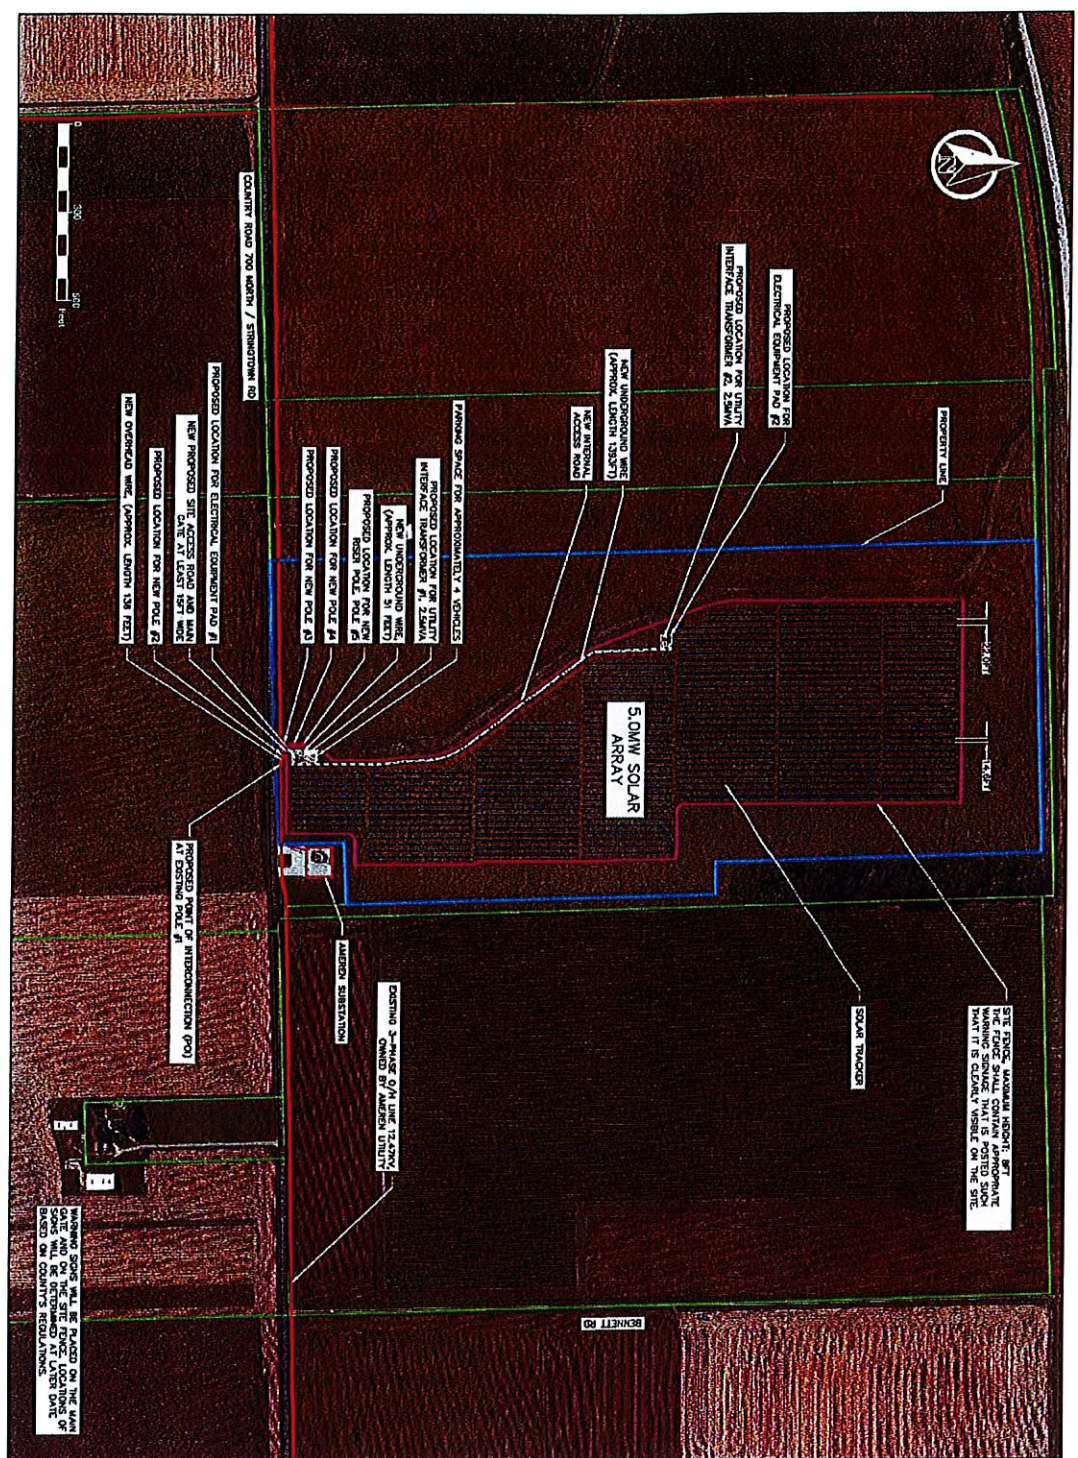 N
PROPOSED LOCATION FOR
ELECTRICAL EQUIPMENT PAD #2
PROPOSED LOCATION FOR UTILITY
INTERFACE TRANSFORMER #2, 2.5MVA
NEW UNDERGROUND WIRE
(APPROX. LENGTH 1393FT)
NEW INTERNAL
ACCESS ROAD
PROPERTY LINE
PARKING SPACE FOR APPROXIMATELY 4 VEHICLES
PROPOSED LOCATION FOR UTILITY
INTERFACE TRANSFORMER #1, 2.5MVA
NEW UNDERGROUND WIRE,
(APPROX. LENGTH 51 FEET)
PROPOSED LOCATION FOR NEW
RISER POLE, POLE #5
PROPOSED LOCATION FOR NEW POLE #4
PROPOSED LOCATION FOR NEW POLE #3
COUNTRY ROAD 700 NORTH / STRINGTOWN RD
PROPOSED LOCATION FOR ELECTRICAL EQUIPMENT PAD #1
NEW PROPOSED SITE ACCESS ROAD AND MAIN
GATE AT LEAST 15FT WIDE
PROPOSED LOCATION FOR NEW POLE #2
NEW OVERHEAD WIRE, (APPROX. LENGTH 138 FEET)
0
300
Feet
5.0MW SOLAR
ARRAY
SITE FENCE, MAXIMUM HEIGHT: 8FT
THE FENCE SHALL CONTAIN APPROPRIATE
WARNING SIGNAGE THAT IS POSTED SUCH
THAT IT IS CLEARLY VISIBLE ON THE SITE.
SOLAR TRACKER
EXISTING 3-PHASE O/H LINE 12.47KV,
OWNED BY AMEREN UTILITY
AMEREN SUBSTATION
PROPOSED POINT OF INTERCONNECTION (POI)
AT EXISTING POLE #1
BENNETT RD
WARNING SIGNS WILL BE PLACED ON THE MAIN
GATE AND ON THE SITE FENCE. LOCATIONS OF
SIGNS WILL BE DETERMINED AT LATER DATE
BASED ON COUNTY'S REGULATIONS.